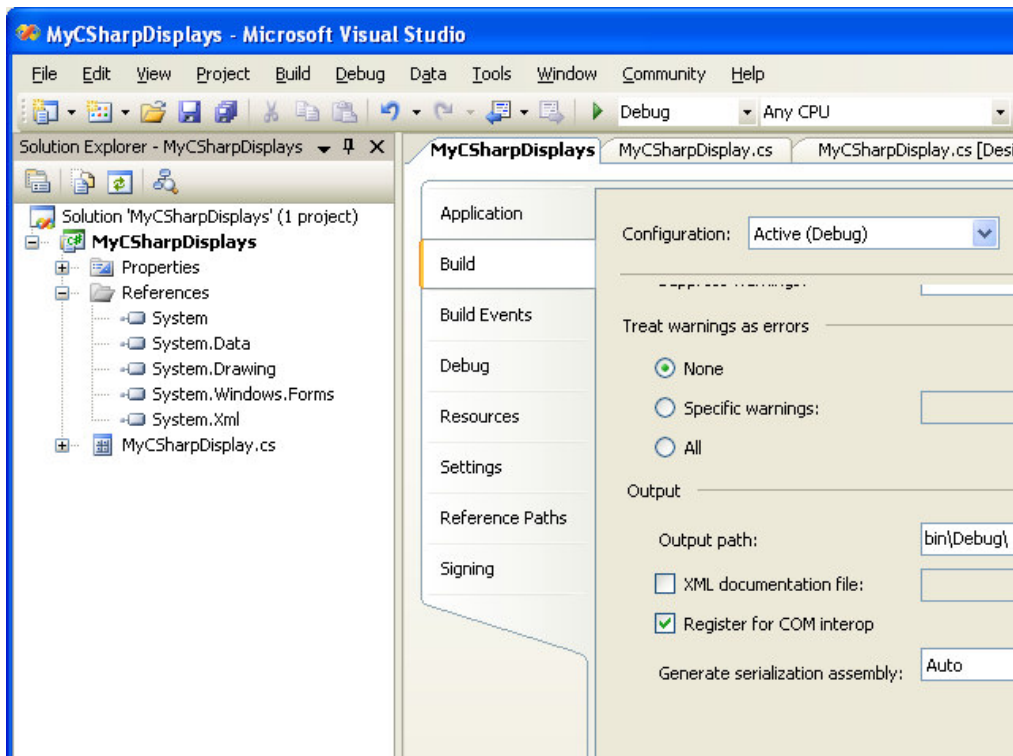 MyCSharpDisplays - Microsoft Visual Studio
File Edit View Project Build Debug Data Tools Window Community Help
Debug Any CPU
Solution Explorer - MyCSharpDisplays
MyCSharpDisplays MyCSharpDisplay.cs MyCSharpDisplay.cs [Desi
Solution 'MyCSharpDisplays' (1 project)
MyCSharpDisplays
Properties
References
System
System.Data
System.Drawing
System.Windows.Forms
System.Xml
MyCSharpDisplay.cs
Application
Build
Build Events
Debug
Resources
Settings
Reference Paths
Signing
Configuration: Active (Debug)
Treat warnings as errors
None
Specific warnings:
All
Output
Output path: bin\Debug\
XML documentation file:
Register for COM interop
Generate serialization assembly: Auto